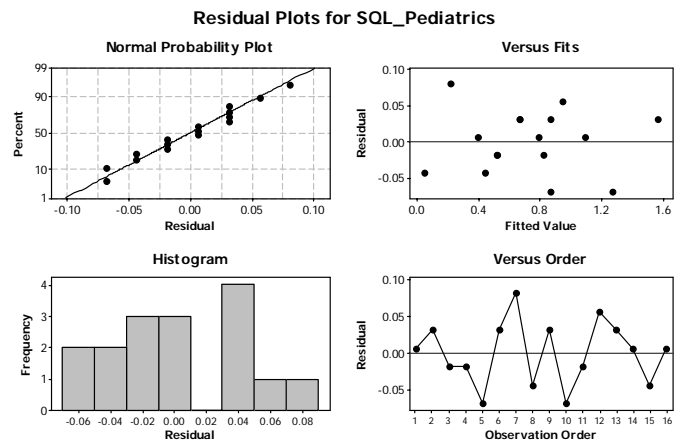 Residual Plots for SQL_Pediatrics
Normal Probability Plot
99
90
50
10
1
Percent
-0.10
-0.05
0.00
0.05
0.10
Residual
Versus Fits
0.10
0.05
0.00
-0.05
Residual
0.0
0.4
0.8
1.2
1.6
Fitted Value
Histogram
4
3
2
1
0
Frequency
-0.06
-0.04
-0.02
0.00
0.02
0.04
0.06
0.08
Residual
Versus Order
0.10
0.05
0.00
-0.05
Residual
1 2 3 4 5 6 7 8 9 10 11 12 13 14 15 16
Observation Order